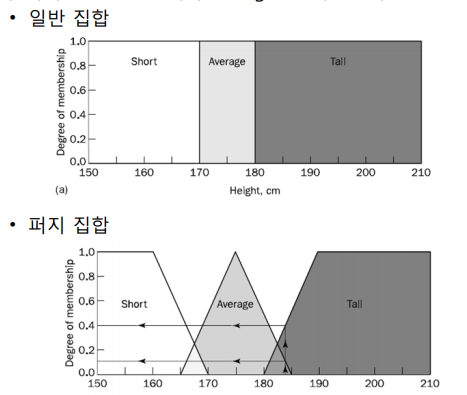 • 일반 집합
1.0
Short Average Tall
0.8
0.6
0.4
0.2
0.0
Degree of membership
150 160 170 180 190 200 210
(a) Height, cm
• 퍼지 집합
1.0
0.8
0.6
Short Average Tall
0.4
0.2
0.0
Degree of membership
150 160 170 180 190 200 210